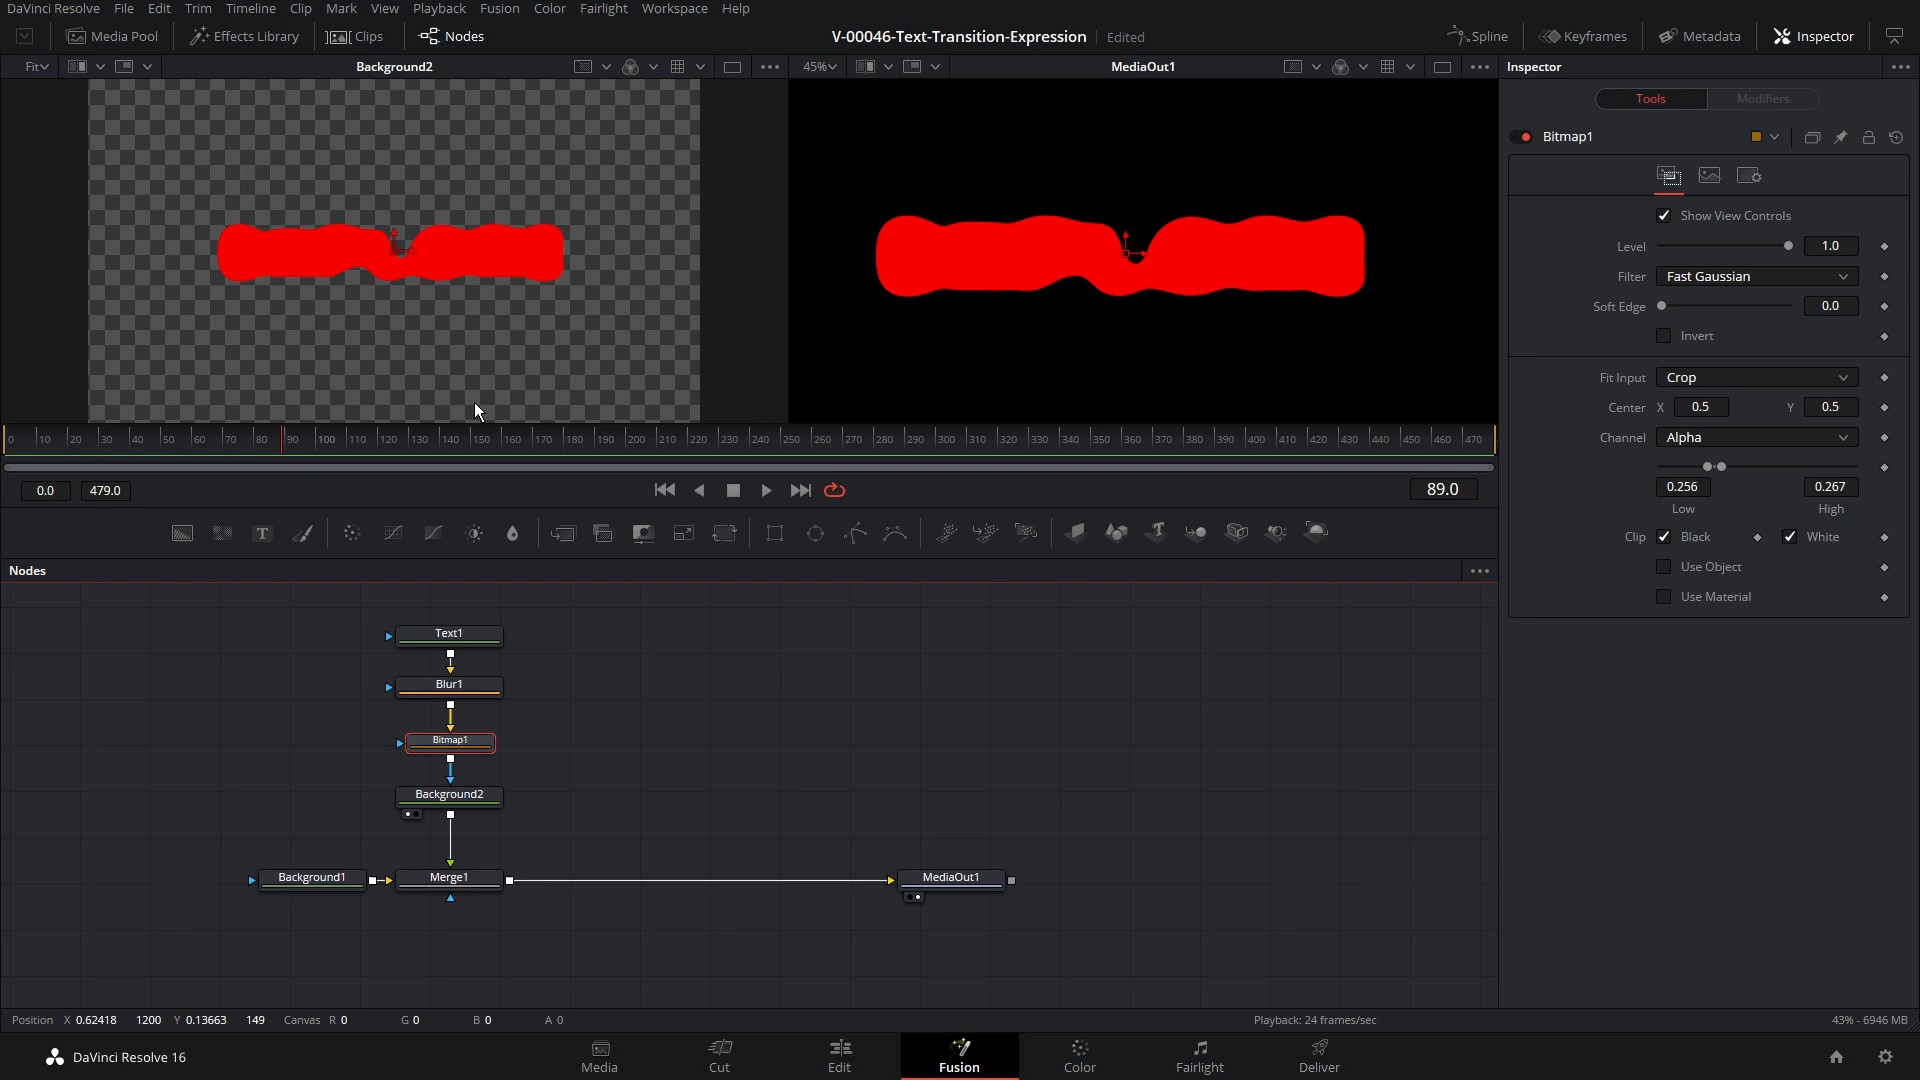 DaVinci Resolve File Edit Trim Timeline Clip Mark View Playback Fusion Color Fairlight Workspace Help
Media Pool Effects Library Clips Nodes V-00046-Text-Transition-Expression Edited Spline Keyframes Metadata Inspector
Fit Background2 45% MediaOut1 Inspector
Tools Modifiers
Bitmap1
Show View Controls
Level 1.0
Filter Fast Gaussian
Soft Edge 0.0
Invert
Fit Input Crop
Center X 0.5 Y 0.5
Channel Alpha
0.256 0.267
Low High
Clip Black White
Use Object
Use Material
0 10 20 30 40 50 60 70 80 90 100 110 120 130 140 150 160 170 180 190 200 210 220 230 240 250 260 270 280 290 300 310 320 330 340 350 360 370 380 390 400 410 420 430 440 450 460 470
0.0 479.0 89.0
Nodes
Text1
Blur1
Bitmap1
Background2
Background1 Merge1 MediaOut1
Position X 0.62418 1200 Y 0.13663 149 Canvas R 0 G 0 B 0 A 0 Playback: 24 frames/sec 43% - 6946 MB
DaVinci Resolve 16 Media Cut Edit Fusion Color Fairlight Deliver